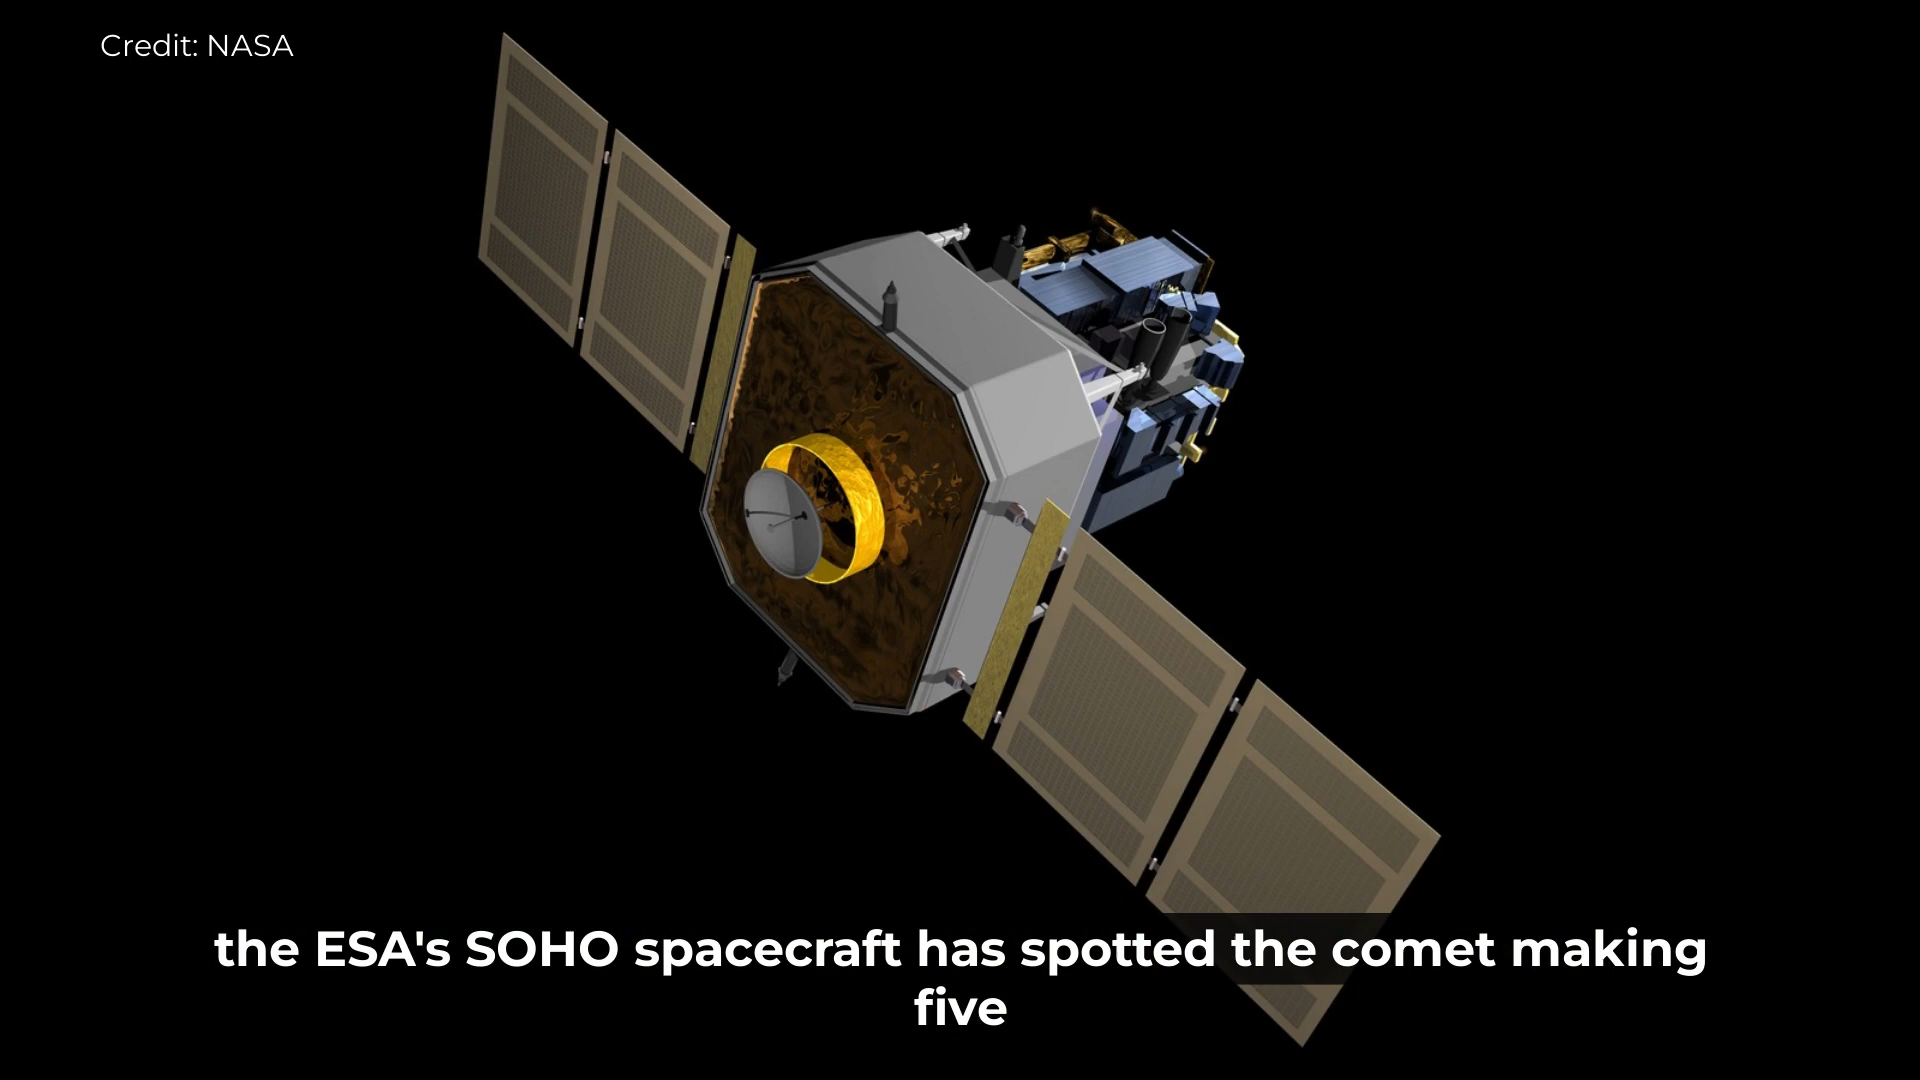 Credit: NASA
the ESA's SOHO spacecraft has spotted the comet making
five